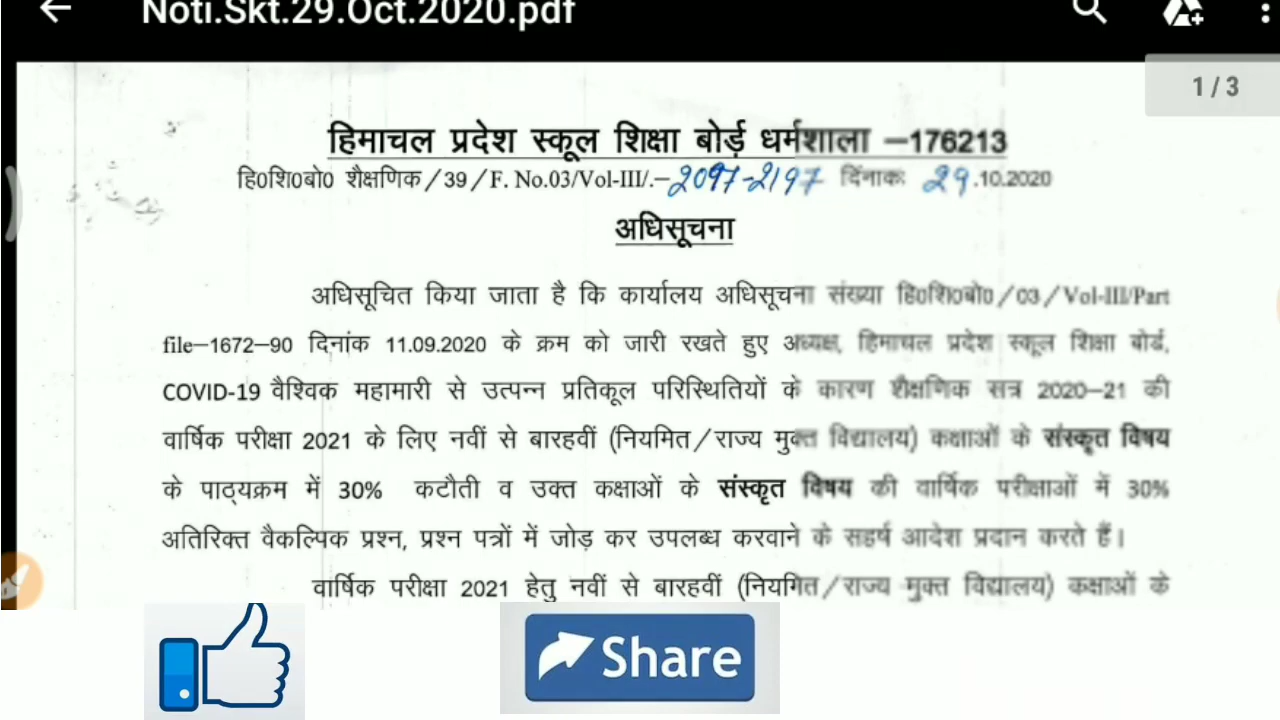 Noti.Skt.29.Oct.2020.pdf
1/3
हिमाचल प्रदेश स्कूल शिक्षा बोर्ड़ धर्मशाला –176213
हि0शि0बो0 शैक्षणिक/39/F. No.03/Vol-III/.–2097-2197 दिंनाकः 29.10.2020
अधिसूचना
अधिसूचित किया जाता है कि कार्यालय अधिसूचना संख्या हि0शि0बो0/03/Vol-III/Part
file–1672–90 दिनांक 11.09.2020 के क्रम को जारी रखते हुए अध्यक्ष, हिमाचल प्रदेश स्कूल शिक्षा बोर्ड,
COVID-19 वैश्विक महामारी से उत्पन्न प्रतिकूल परिस्थितियों के कारण शैक्षणिक सत्र 2020–21 की
वार्षिक परीक्षा 2021 के लिए नवीं से बारहवीं (नियमित/राज्य मुक्त विद्यालय) कक्षाओं के संस्कृत विषय
के पाठ्यक्रम में 30% कटौती व उक्त कक्षाओं के संस्कृत विषय की वार्षिक परीक्षाओं में 30%
अतिरिक्त वैकल्पिक प्रश्न, प्रश्न पत्रों में जोड़ कर उपलब्ध करवाने के सहर्ष आदेश प्रदान करते हैं।
वार्षिक परीक्षा 2021 हेतु नवीं से बारहवीं (नियमित/राज्य मुक्त विद्यालय) कक्षाओं के
Share